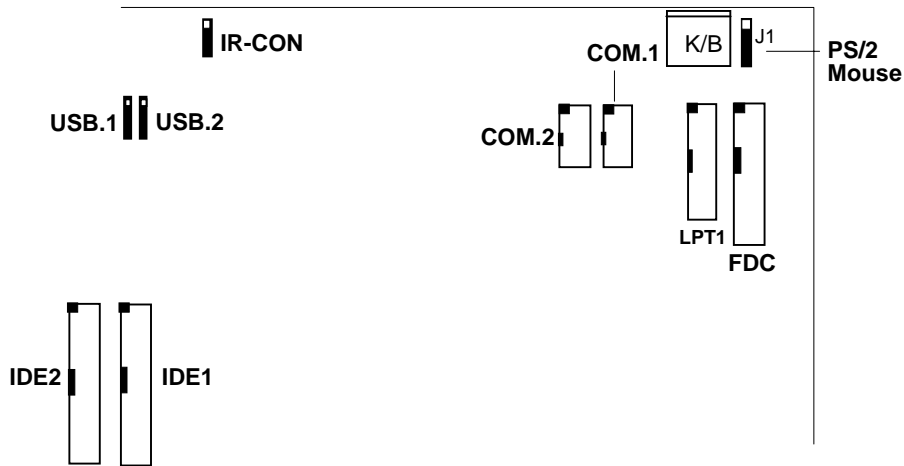 IR-CON
COM.1
K/B
J1
PS/2
Mouse
USB.1
USB.2
COM.2
LPT1
FDC
IDE2
IDE1